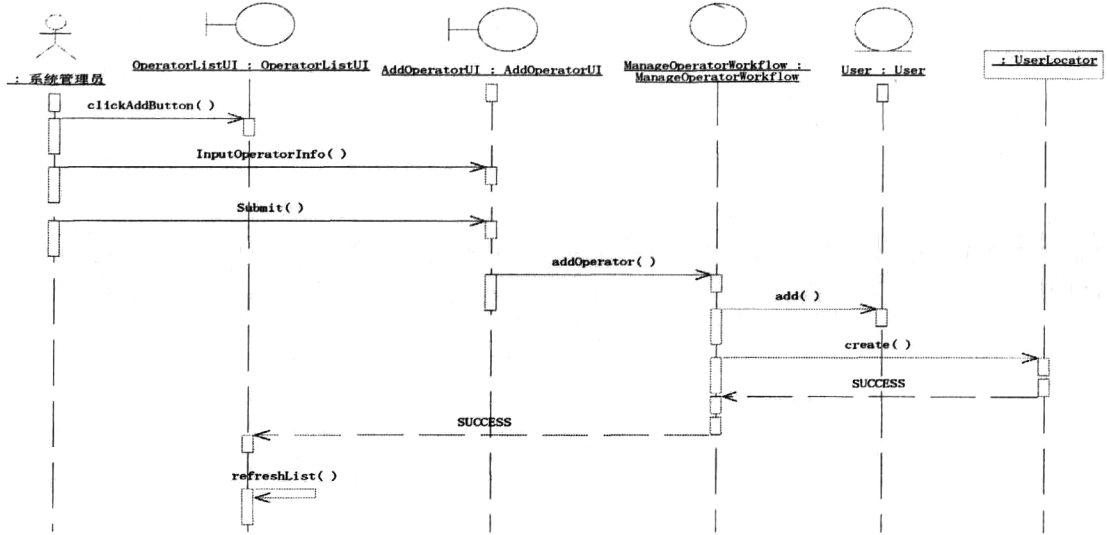 : 系统管理员
OperatorListUI : OperatorListUI
AddOperatorUI : AddOperatorUI
ManageOperatorWorkflow :
ManageOperatorWorkflow
User : User
: UserLocator
clickAddButton( )
InputOperatorInfo( )
Submit( )
addOperator( )
add( )
create( )
SUCCESS
SUCCESS
refreshList( )